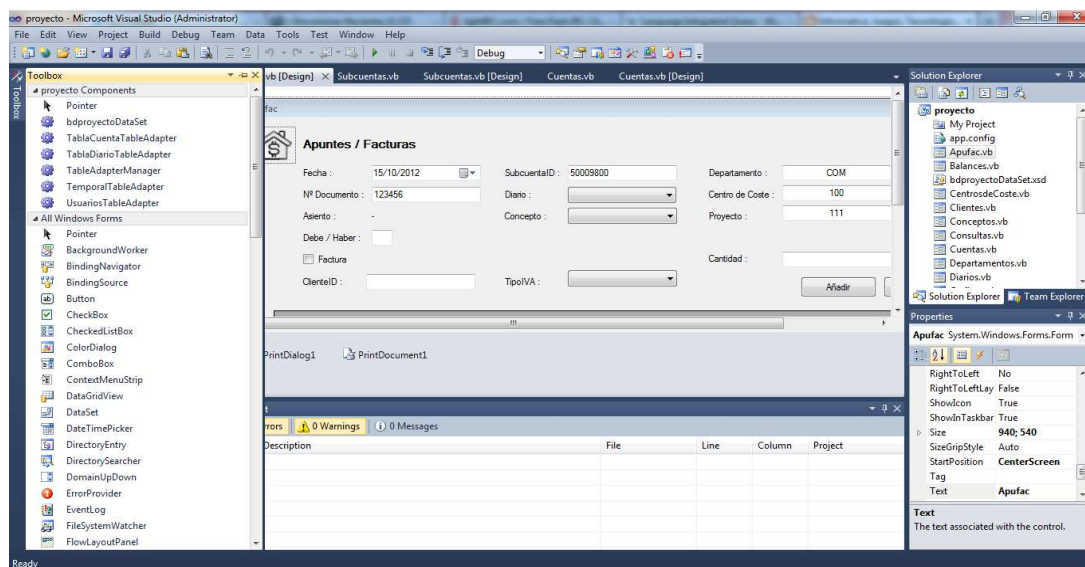 proyecto - Microsoft Visual Studio (Administrator)
File Edit View Project Build Debug Team Data Tools Test Window Help
Debug
Toolbox
Toolbox
proyecto Components
Pointer
bdproyectoDataSet
TablaCuentaTableAdapter
TablaDiarioTableAdapter
TableAdapterManager
TemporalTableAdapter
UsuariosTableAdapter
All Windows Forms
Pointer
BackgroundWorker
BindingNavigator
BindingSource
Button
CheckBox
CheckedListBox
ColorDialog
ComboBox
ContextMenuStrip
DataGridView
DataSet
DateTimePicker
DirectoryEntry
DirectorySearcher
DomainUpDown
ErrorProvider
EventLog
FileSystemWatcher
FlowLayoutPanel
vb [Design] Subcuentas.vb Subcuentas.vb [Design] Cuentas.vb Cuentas.vb [Design]
fac
Apuntes / Facturas
Fecha : 15/10/2012 SubcuentaID : 50009800 Departamento : COM
Nº Documento : 123456 Diario : Centro de Coste : 100
Asiento : - Concepto : Proyecto : 111
Debe / Haber :
Factura Cantidad :
ClienteID : TipoIVA : Añadir
PrintDialog1 PrintDocument1
t
rrors 0 Warnings 0 Messages
Description File Line Column Project
Solution Explorer
proyecto
My Project
app.config
Apufac.vb
Balances.vb
bdproyectoDataSet.xsd
CentrosdeCoste.vb
Clientes.vb
Conceptos.vb
Consultas.vb
Cuentas.vb
Departamentos.vb
Diarios.vb
Solution Explorer Team Explorer
Properties
Apufac System.Windows.Forms.Form
RightToLeft No
RightToLeftLay False
ShowIcon True
ShowInTaskbar True
Size 940; 540
SizeGripStyle Auto
StartPosition CenterScreen
Tag
Text Apufac
Text
The text associated with the control.
Ready